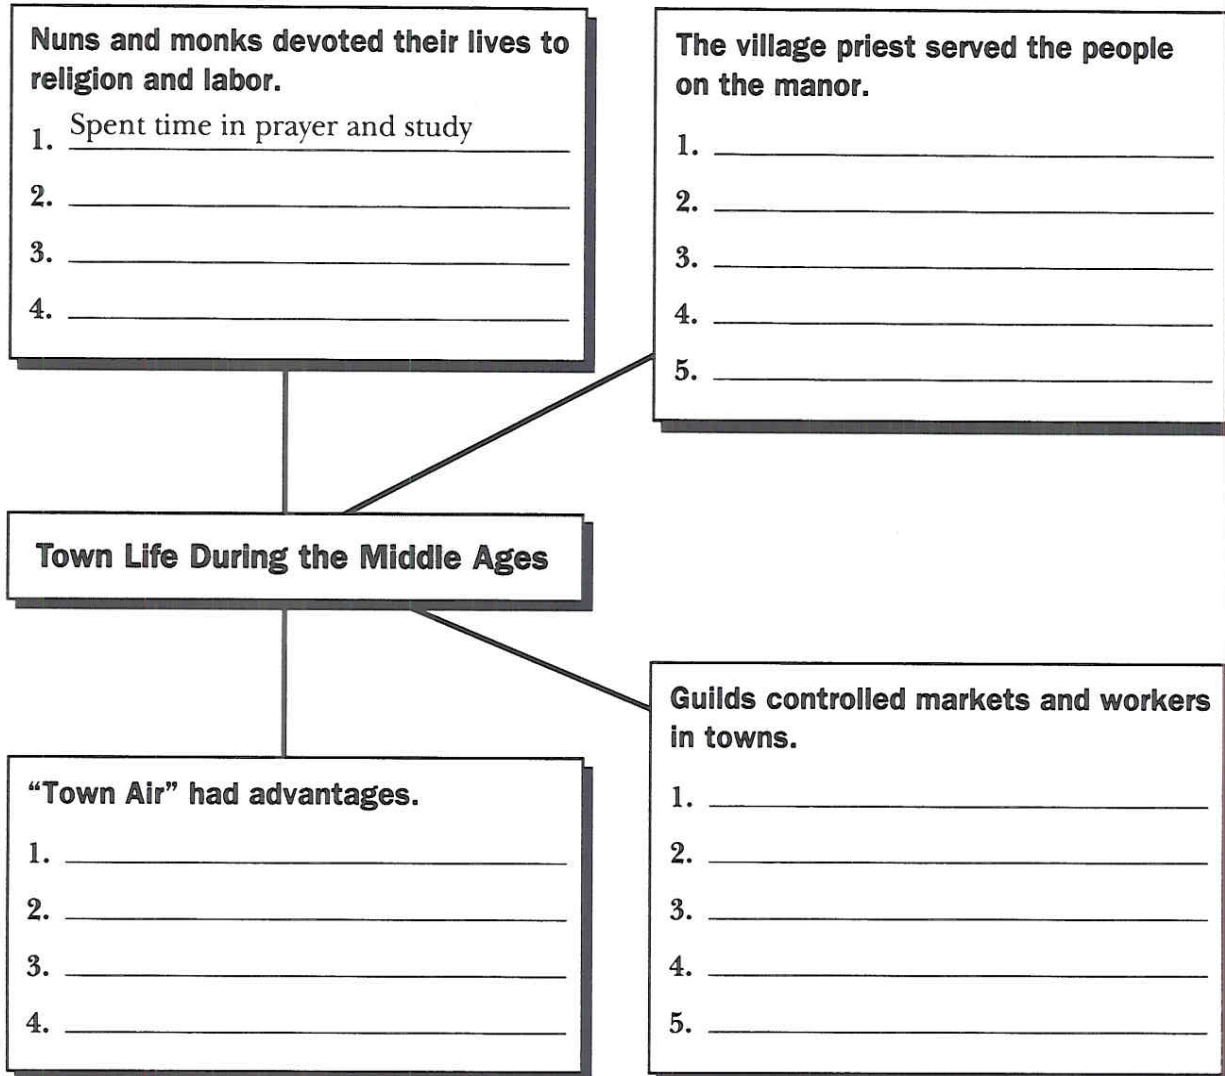 Nuns and monks devoted their lives to
religion and labor.
1. Spent time in prayer and study
2.
3.
4.
The village priest served the people
on the manor.
1.
2.
3.
4.
5.
Town Life During the Middle Ages
"Town Air" had advantages.
1.
2.
3.
4.
Guilds controlled markets and workers
in towns.
1.
2.
3.
4.
5.